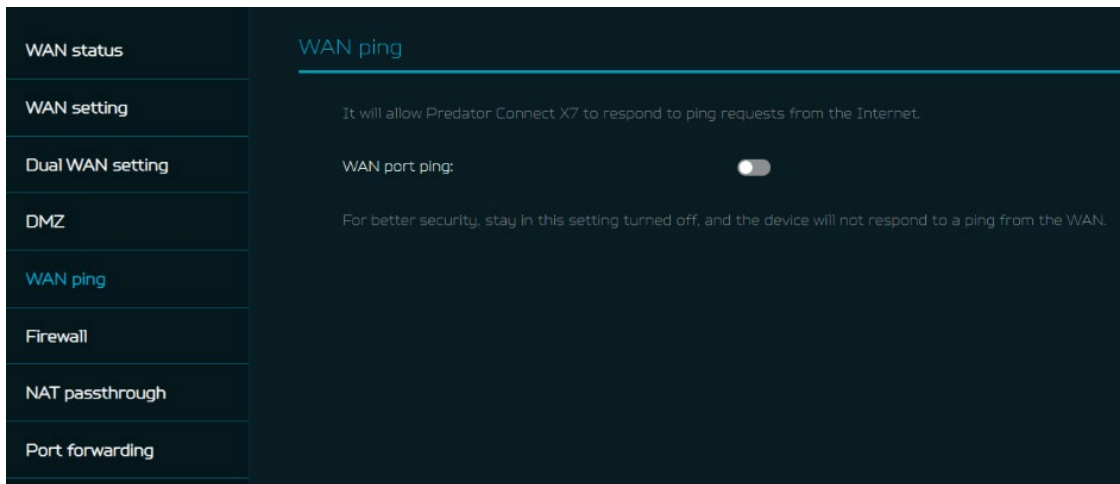 WAN status
WAN setting
Dual WAN setting
DMZ
WAN ping
Firewall
NAT passthrough
Port forwarding
WAN ping
It will allow Predator Connect X7 to respond to ping requests from the Internet.
WAN port ping:
For better security, stay in this setting turned off, and the device will not respond to a ping from the WAN.